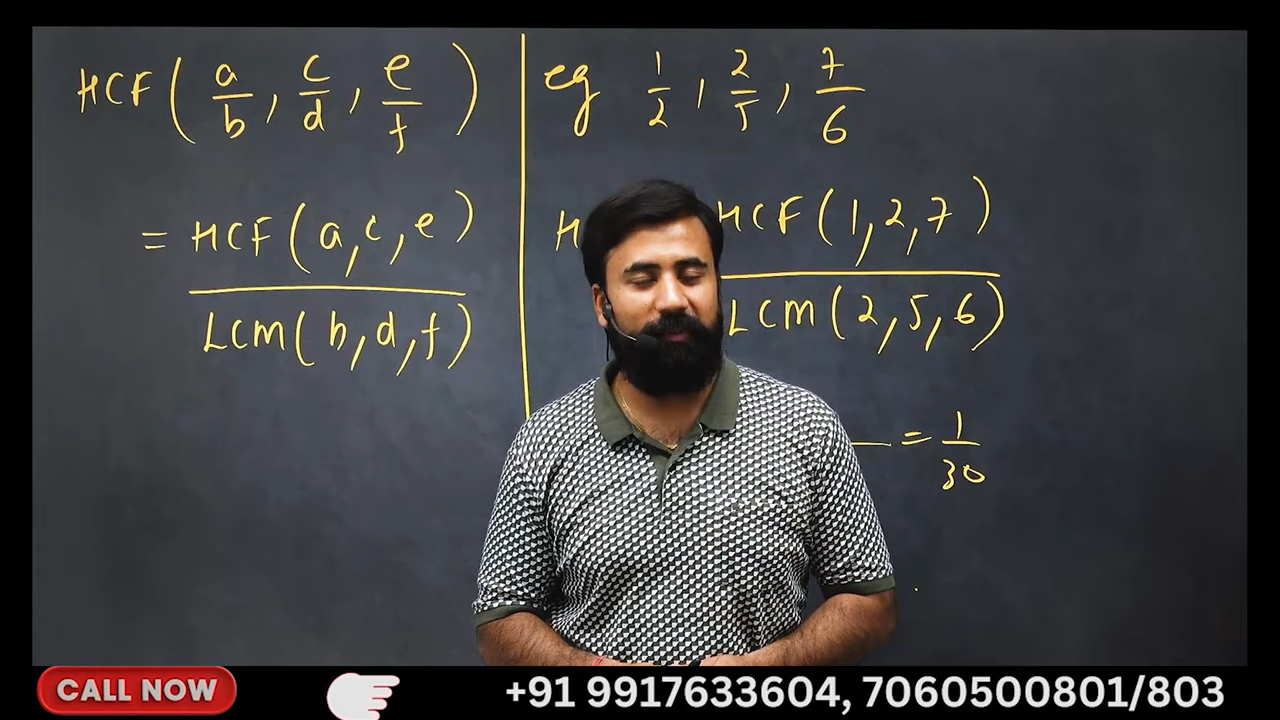 HCF ( a/b , c/d , e/f )
= HCF ( a, c, e )
LCM ( b, d, f )
eg 1/2 , 2/5 , 7/6
HCF ( 1, 2, 7 )
LCM ( 2, 5, 6 )
= 1/30
CALL NOW
+91 9917633604, 7060500801/803